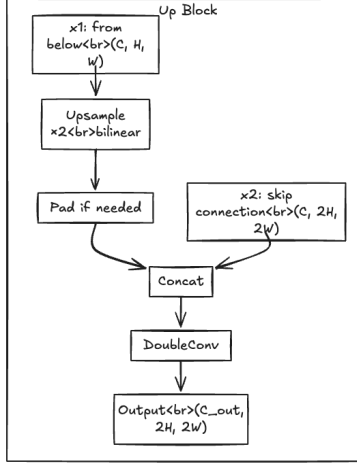 Up Block
x1: from
below<br>(C, H,
W)
Upsample
x2<br>bilinear
Pad if needed
x2: skip
connection<br>(C, 2H,
2W)
Concat
DoubleConv
Output<br>(C_out,
2H, 2W)